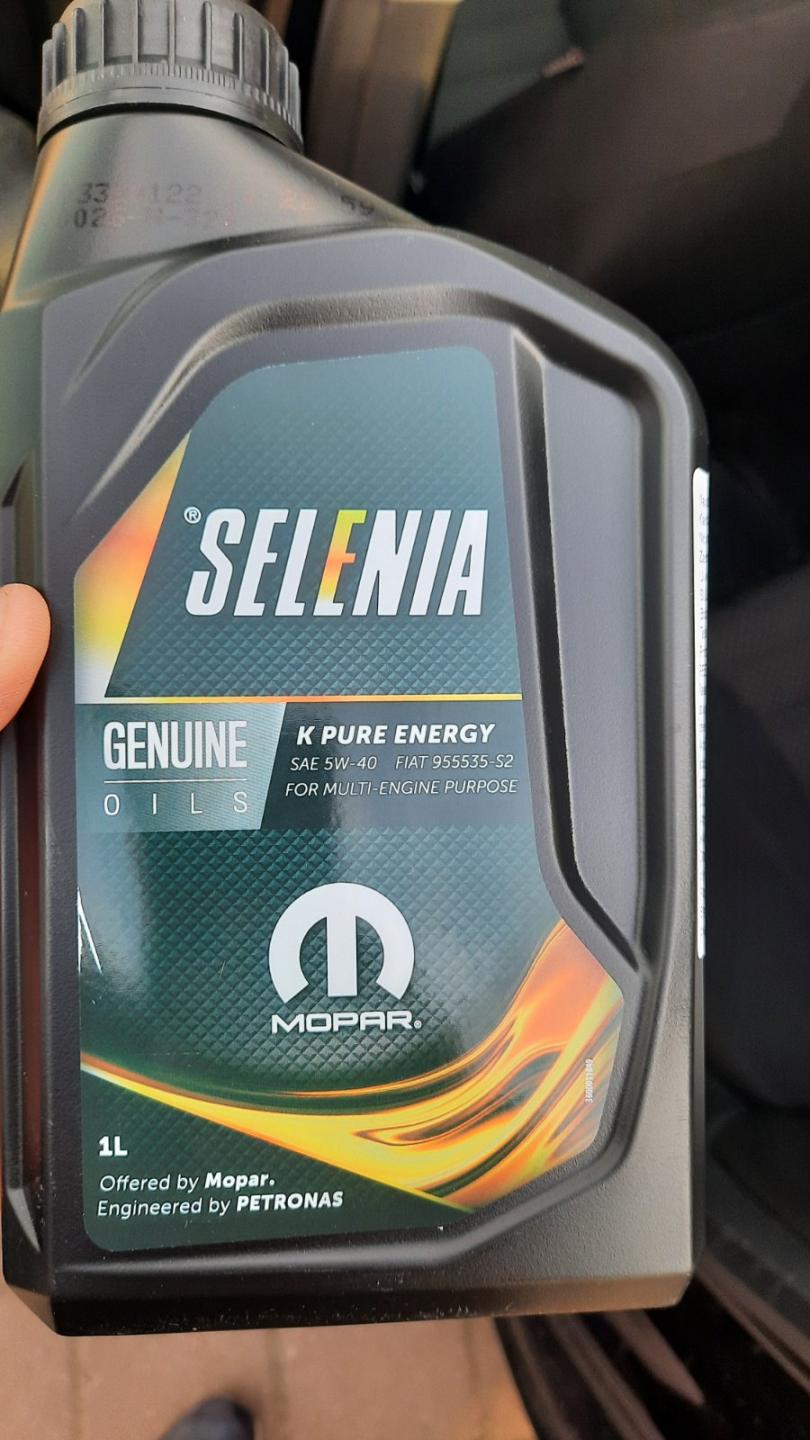 ® SELENIA
GENUINE
OILS
K PURE ENERGY
SAE 5W-40 FIAT 955535-S2
FOR MULTI-ENGINE PURPOSE
MOPAR®
1L
Offered by Mopar.
Engineered by PETRONAS